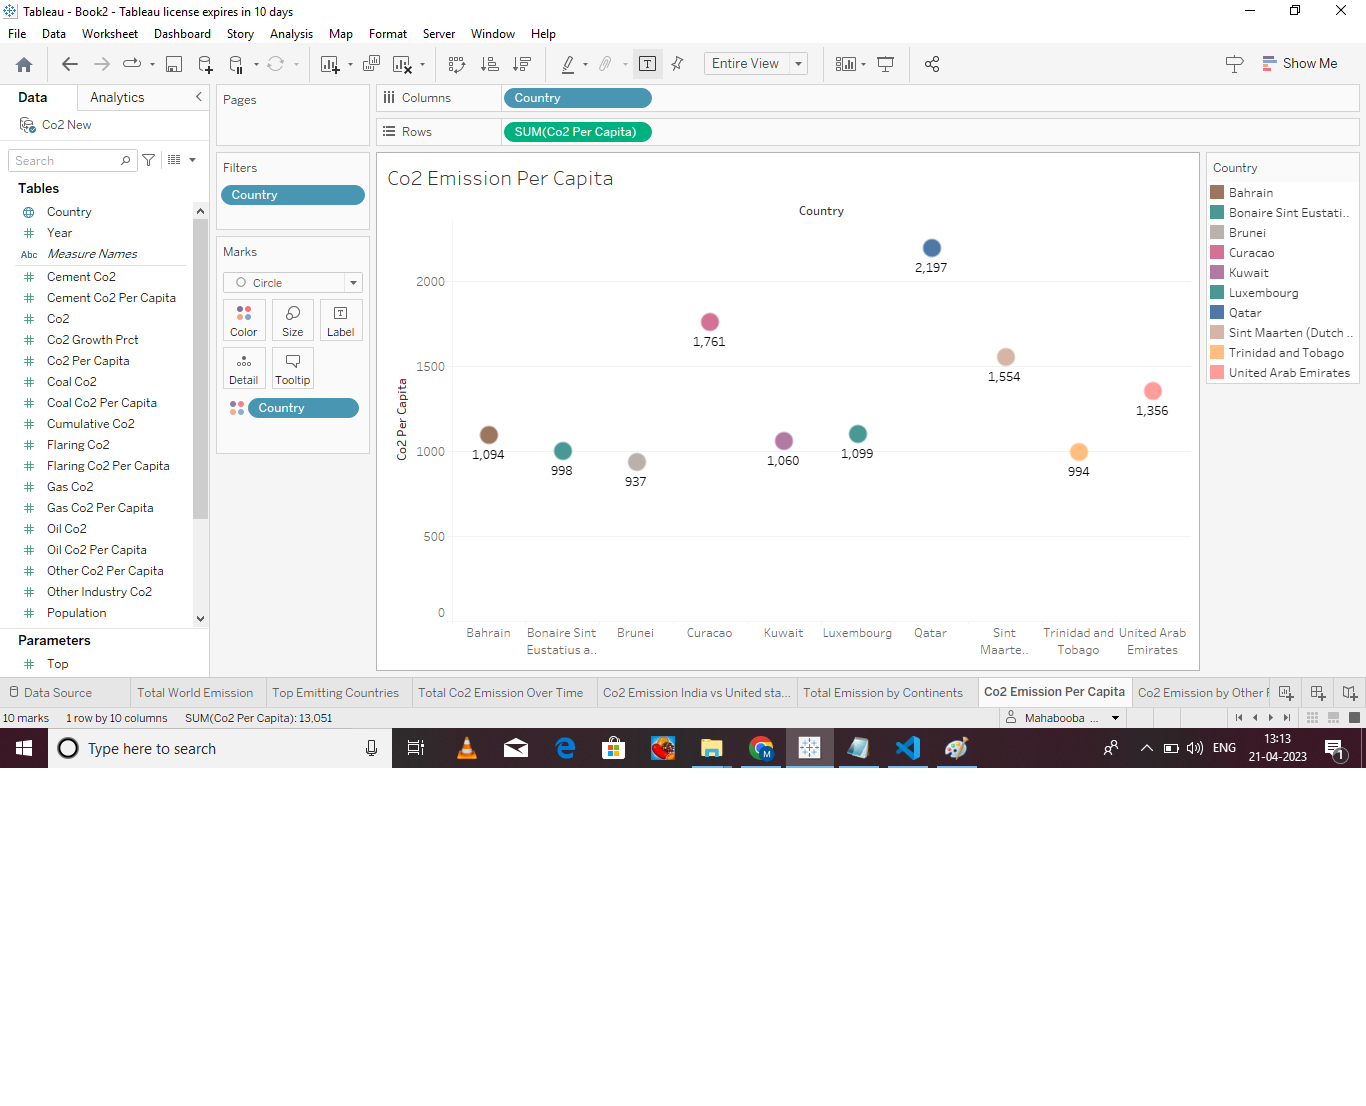 Tableau - Book2 - Tableau license expires in 10 days
File Data Worksheet Dashboard Story Analysis Map Format Server Window Help
Entire View
Show Me
Data Analytics
Co2 New
Search
Tables
Country
Year
Abc Measure Names
Cement Co2
Cement Co2 Per Capita
Co2
Co2 Growth Prct
Co2 Per Capita
Coal Co2
Coal Co2 Per Capita
Cumulative Co2
Flaring Co2
Flaring Co2 Per Capita
Gas Co2
Gas Co2 Per Capita
Oil Co2
Oil Co2 Per Capita
Other Co2 Per Capita
Other Industry Co2
Population
Parameters
Top
Pages
Filters
Country
Marks
Circle
Color Size Label
Detail Tooltip
Country
Columns Country
Rows SUM(Co2 Per Capita)
Co2 Emission Per Capita
Country
Co2 Per Capita
2000
1500
1000
500
0
1,094
998
937
1,761
1,060
1,099
2,197
1,554
994
1,356
Bahrain
Bonaire Sint
Eustatius a..
Brunei
Curacao
Kuwait
Luxembourg
Qatar
Sint
Maarte..
Trinidad and
Tobago
United Arab
Emirates
Country
Bahrain
Bonaire Sint Eustati..
Brunei
Curacao
Kuwait
Luxembourg
Qatar
Sint Maarten (Dutch ..
Trinidad and Tobago
United Arab Emirates
Data Source Total World Emission Top Emitting Countries Total Co2 Emission Over Time Co2 Emission India vs United sta... Total Emission by Continents Co2 Emission Per Capita Co2 Emission by Other F
10 marks 1 row by 10 columns SUM(Co2 Per Capita): 13,051 Mahabooba ...
Type here to search
M
ENG
13:13
21-04-2023
1